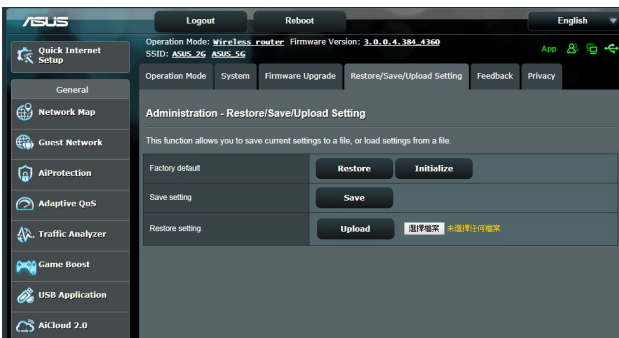 ASUS
Logout
Reboot
English
Quick Internet
Setup
Operation Mode: Wireless router Firmware Version: 3.0.0.4.384_4360
SSID: ASUS_2G ASUS_5G
App
General
Operation Mode
System
Firmware Upgrade
Restore/Save/Upload Setting
Feedback
Privacy
Network Map
Guest Network
AiProtection
Adaptive QoS
Traffic Analyzer
Game Boost
USB Application
AiCloud 2.0
Administration - Restore/Save/Upload Setting
This function allows you to save current settings to a file, or load settings from a file.
Factory default
Restore
Initialize
Save setting
Save
Restore setting
Upload
選擇檔案 未選擇任何檔案